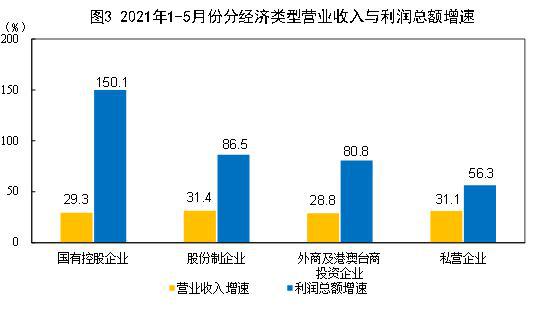 图3 2021年1-5月份分经济类型营业收入与利润总额增速
(%)
200
150
100
50
0
150.1
86.5
80.8
56.3
29.3
31.4
28.8
31.1
国有控股企业
股份制企业
外商及港澳台商
投资企业
私营企业
营业收入增速
利润总额增速